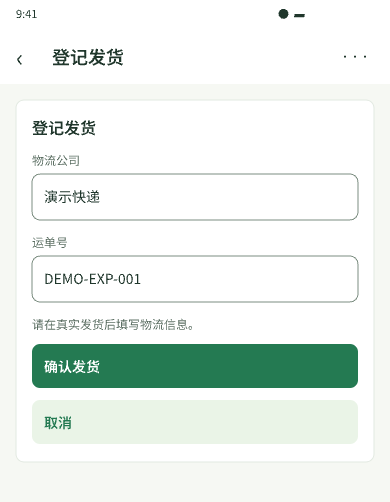 9:41
‹ 登记发货 ···
登记发货
物流公司
演示快递
运单号
DEMO-EXP-001
请在真实发货后填写物流信息。
确认发货
取消